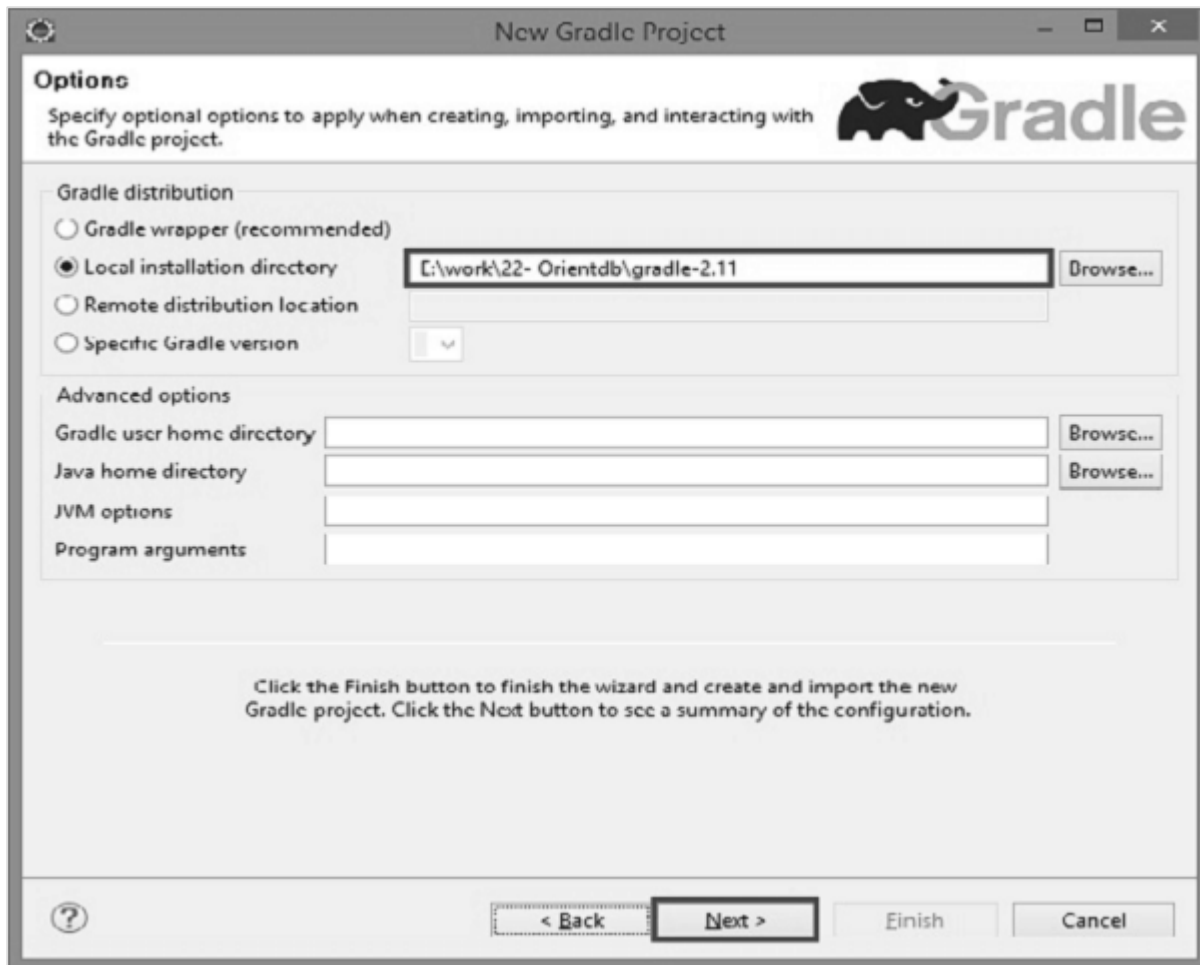 New Gradle Project
Options
Specify optional options to apply when creating, importing, and interacting with
the Gradle project.
Gradle
Gradle distribution
Gradle wrapper (recommended)
Local installation directory
E:\work\22- Orientdb\gradle-2.11
Browse...
Remote distribution location
Specific Gradle version
Advanced options
Gradle user home directory
Browse...
Java home directory
Browse...
JVM options
Program arguments
Click the Finish button to finish the wizard and create and import the new
Gradle project. Click the Next button to see a summary of the configuration.
?
< Back
Next >
Finish
Cancel